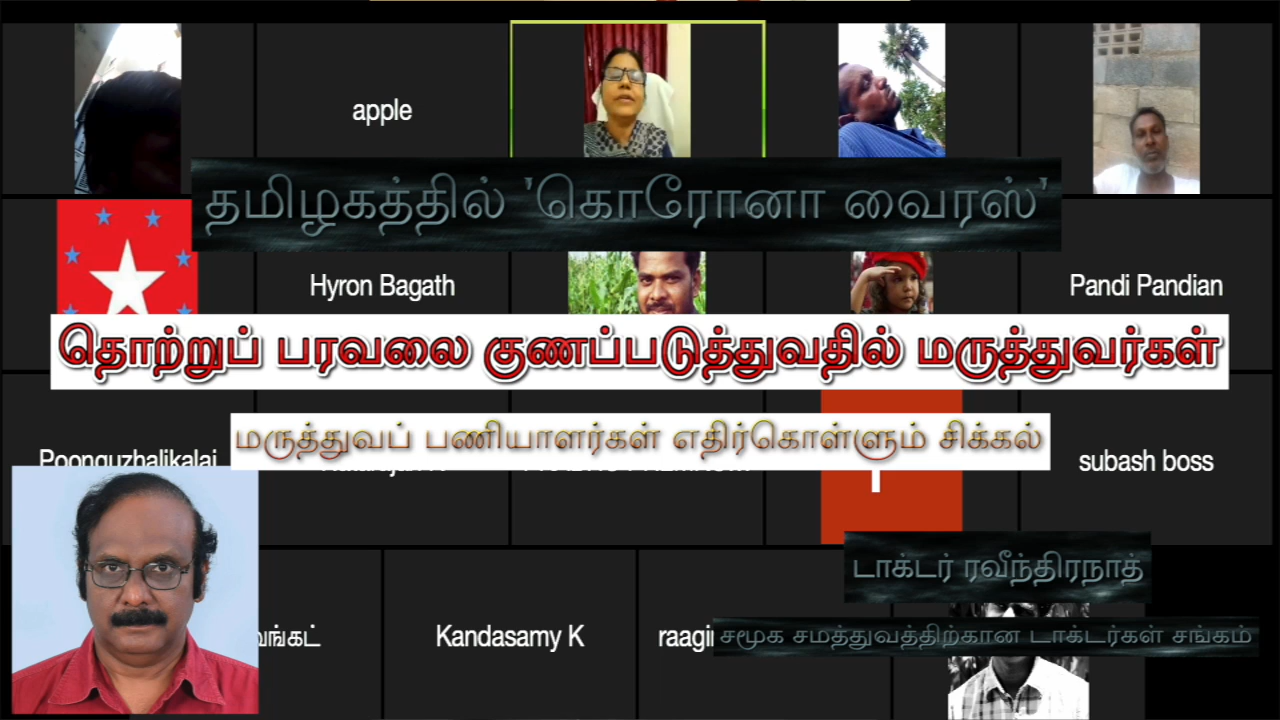 apple
தமிழகத்தில் 'கொரோனா வைரஸ்'
Hyron Bagath
Pandi Pandian
தொற்றுப் பரவலை குணப்படுத்துவதில் மருத்துவர்கள்
மருத்துவப் பணியாளர்கள் எதிர்கொள்ளும் சிக்கல்
Poonguzhalikalai
subash boss
டாக்டர் ரவீந்திரநாத்
Kandasamy K
சமூக சமத்துவத்திற்கான டாக்டர்கள் சங்கம்